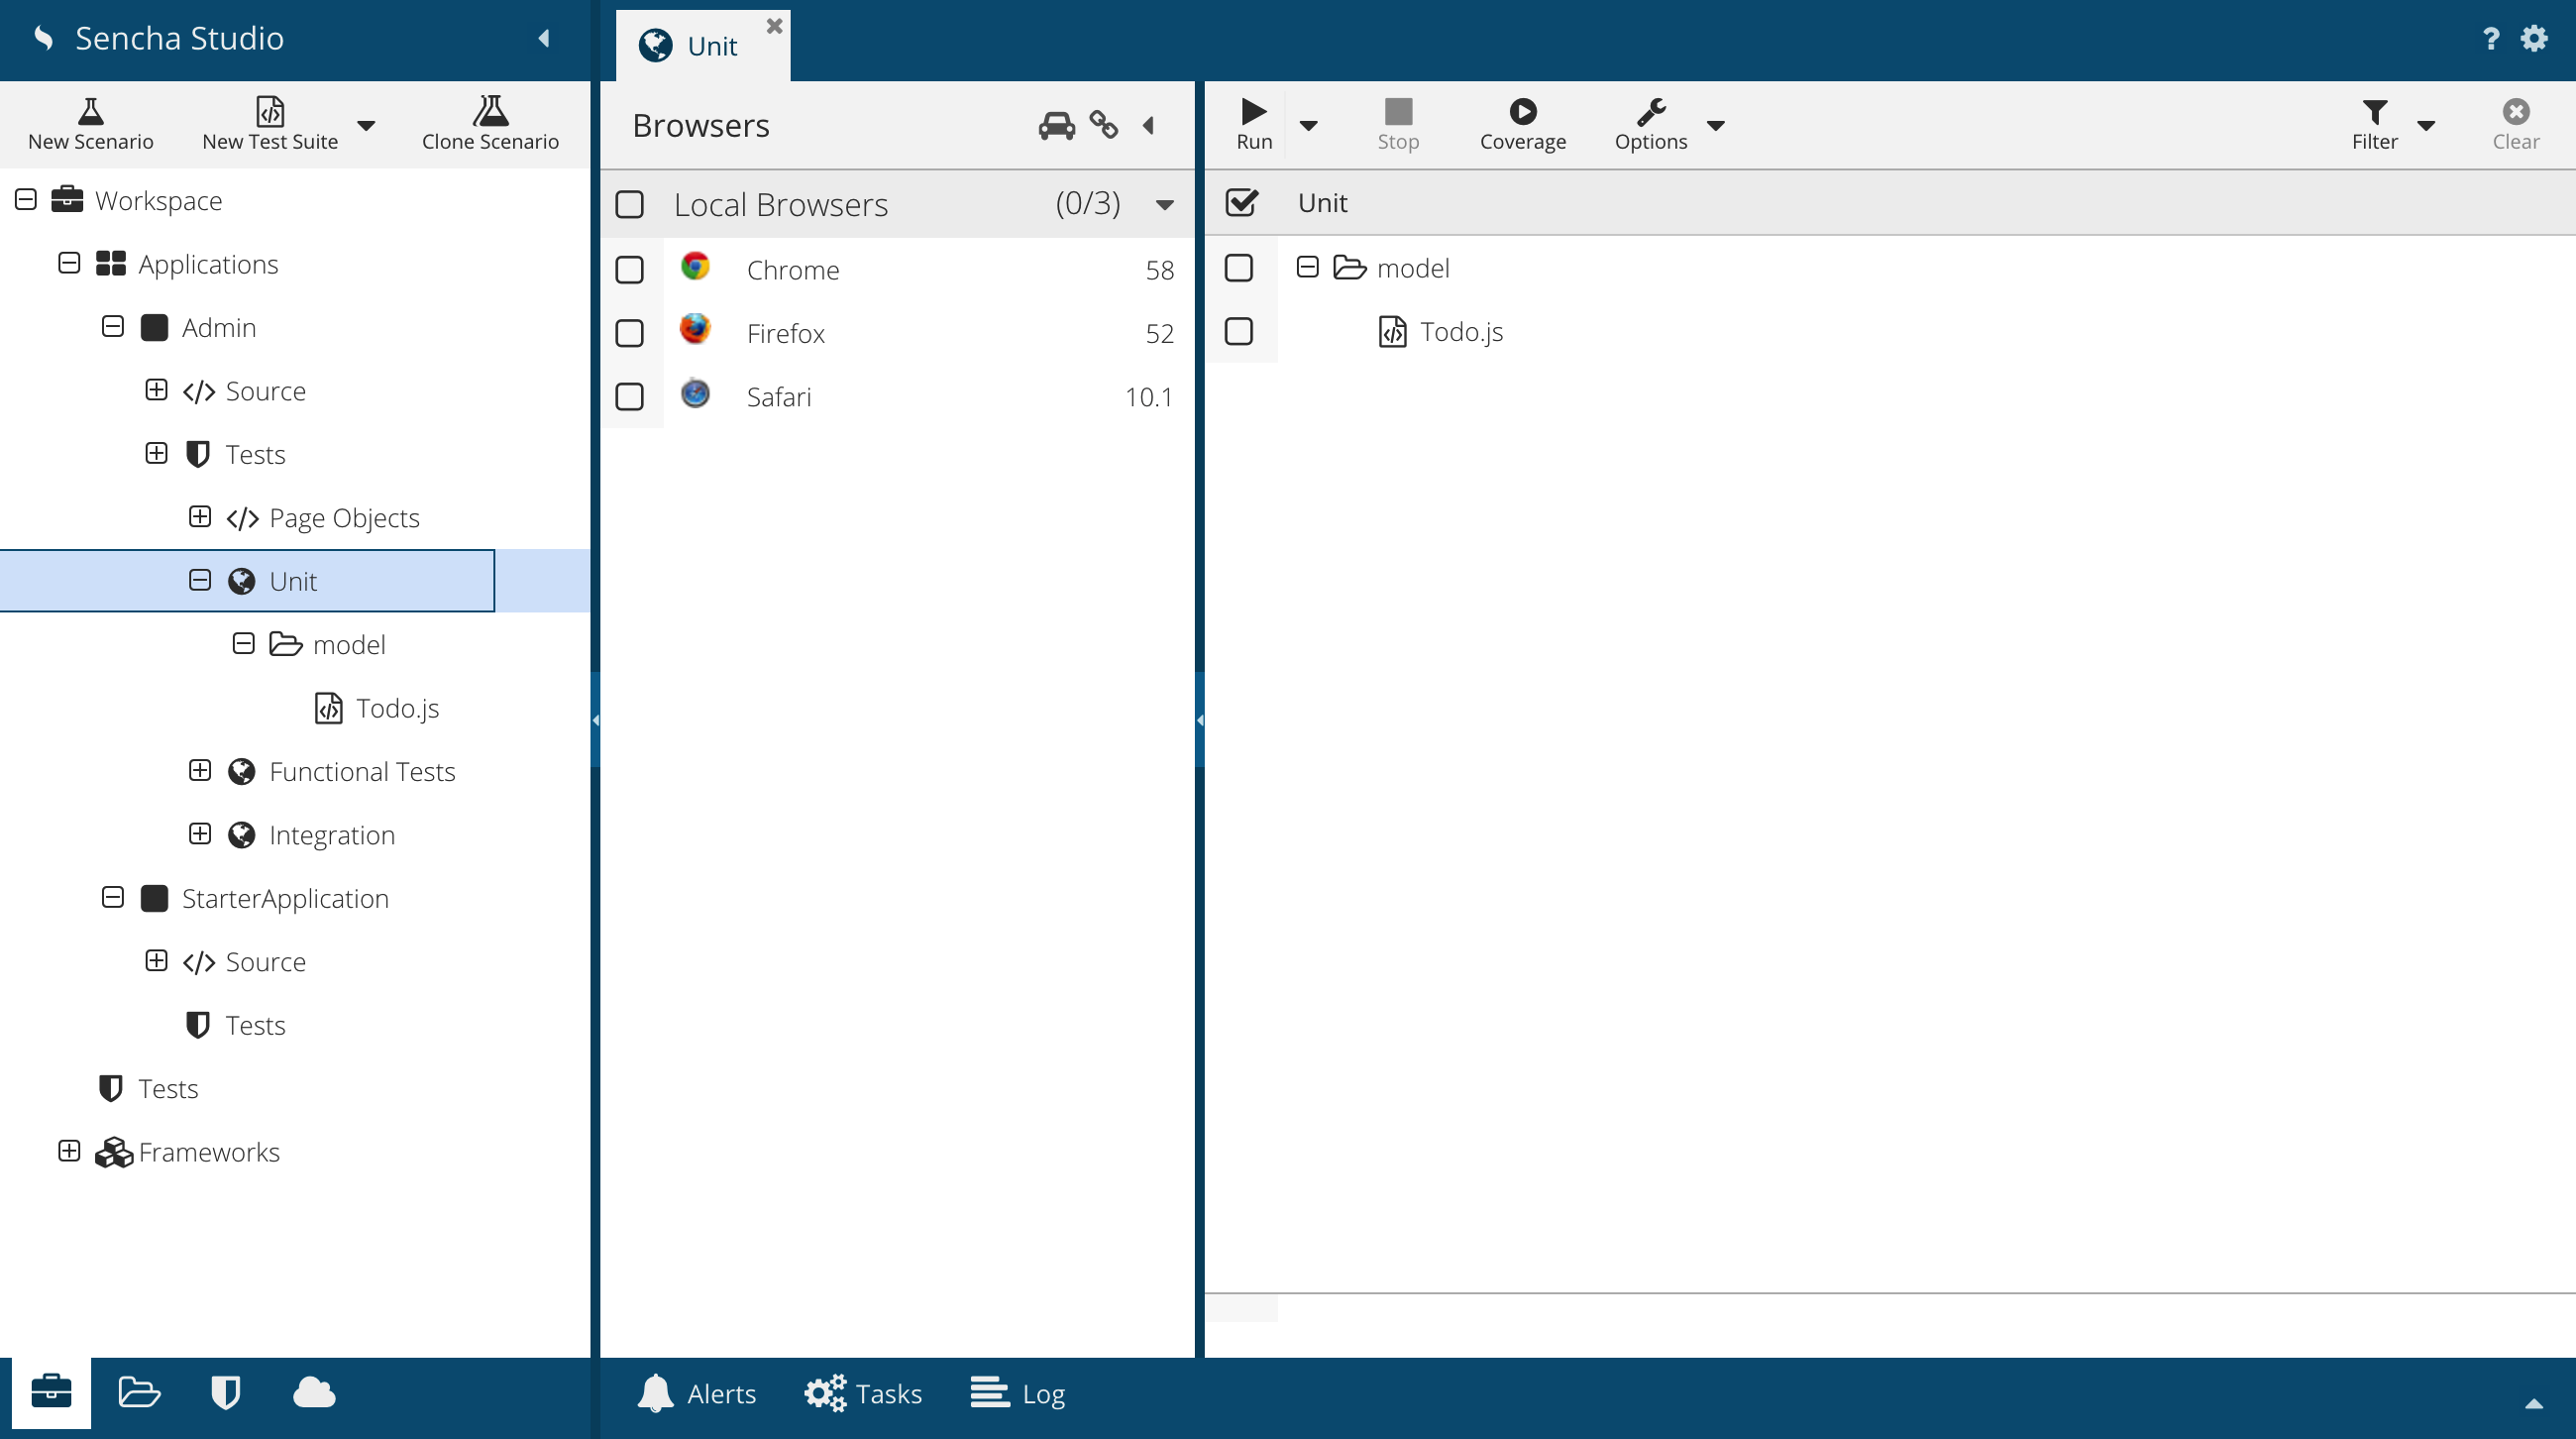 Sencha Studio
Unit
?
New Scenario
New Test Suite
Clone Scenario
Browsers
Run
Stop
Coverage
Options
Filter
Clear
Workspace
Applications
Admin
Source
Tests
Page Objects
Unit
model
Todo.js
Functional Tests
Integration
StarterApplication
Source
Tests
Tests
Frameworks
Local Browsers (0/3)
Chrome 58
Firefox 52
Safari 10.1
Unit
model
Todo.js
Alerts
Tasks
Log